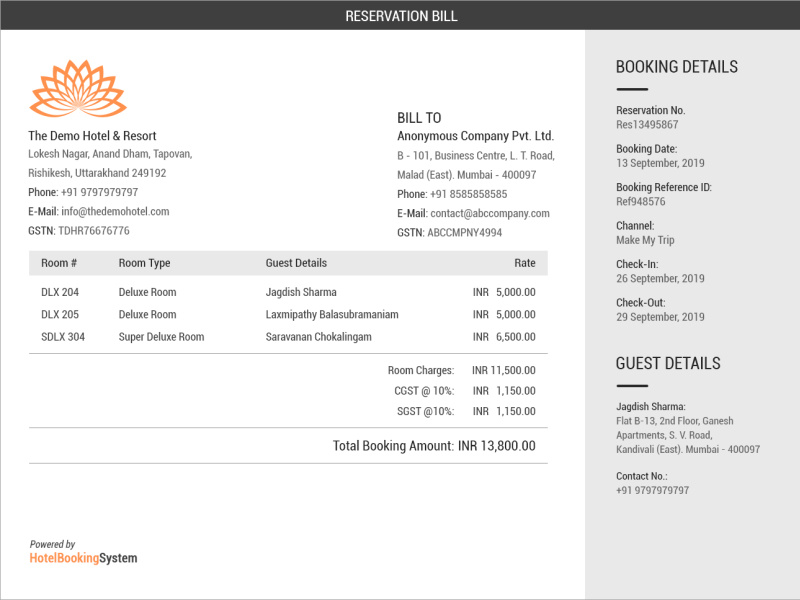 RESERVATION BILL
The Demo Hotel & Resort
Lokesh Nagar, Anand Dham, Tapovan,
Rishikesh, Uttarakhand 249192
Phone: +91 9797979797
E-Mail: info@thedemohotel.com
GSTN: TDHR76676776
BILL TO
Anonymous Company Pvt. Ltd.
B - 101, Business Centre, L. T. Road,
Malad (East). Mumbai - 400097
Phone: +91 8585858585
E-Mail: contact@abccompany.com
GSTN: ABCCMPNY4994
Room # Room Type Guest Details Rate
DLX 204 Deluxe Room Jagdish Sharma INR 5,000.00
DLX 205 Deluxe Room Laxmipathy Balasubramaniam INR 5,000.00
SDLX 304 Super Deluxe Room Saravanan Chokalingam INR 6,500.00
Room Charges: INR 11,500.00
CGST @ 10%: INR 1,150.00
SGST @10%: INR 1,150.00
Total Booking Amount: INR 13,800.00
Powered by
HotelBookingSystem
BOOKING DETAILS
Reservation No.
Res13495867
Booking Date:
13 September, 2019
Booking Reference ID:
Ref948576
Channel:
Make My Trip
Check-In:
26 September, 2019
Check-Out:
29 September, 2019
GUEST DETAILS
Jagdish Sharma:
Flat B-13, 2nd Floor, Ganesh
Apartments, S. V. Road,
Kandivali (East). Mumbai - 400097
Contact No.:
+91 9797979797